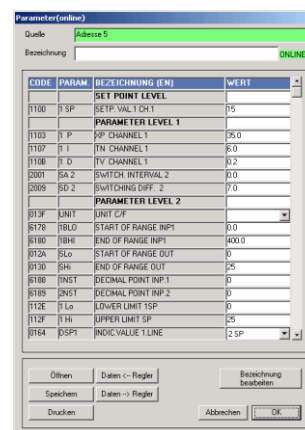 Parameter(online)
Quelle Adresse 5
Bezeichnung ONLINE
CODE PARAM. BEZEICHNUNG (EN) WERT
SET POINT LEVEL
1100 1 SP SETP. VAL.1 CH.1 15
PARAMETER LEVEL 1
1103 1 P XP CHANNEL 1 35.0
1107 1 I TN CHANNEL 1 6.0
110B 1 D TV CHANNEL 1 0.2
2001 SA 2 SWITCH. INTERVAL 2 0.0
2009 SD 2 SWITCHING DIFF. 2 7.0
PARAMETER LEVEL 2
013F UNIT UNIT C/F
6178 1BLO START OF RANGE INP1 0.0
6180 1BHI END OF RANGE INP1 400.0
012A SLo START OF RANGE OUT 0
0130 SHi END OF RANGE OUT 25
6188 1NST DECIMAL POINT INP.1 0
6189 2NST DECIMAL POINT INP.2 0
112E 1 Lo LOWER LIMIT 1SP 0
112F 1 Hi UPPER LIMIT SP 25
0164 DSP1 INDIC.VALUE 1.LINE 2 SP
Öffnen Daten <-- Regler Bezeichnung bearbeiten
Speichern Daten --> Regler
Drucken Abbrechen OK